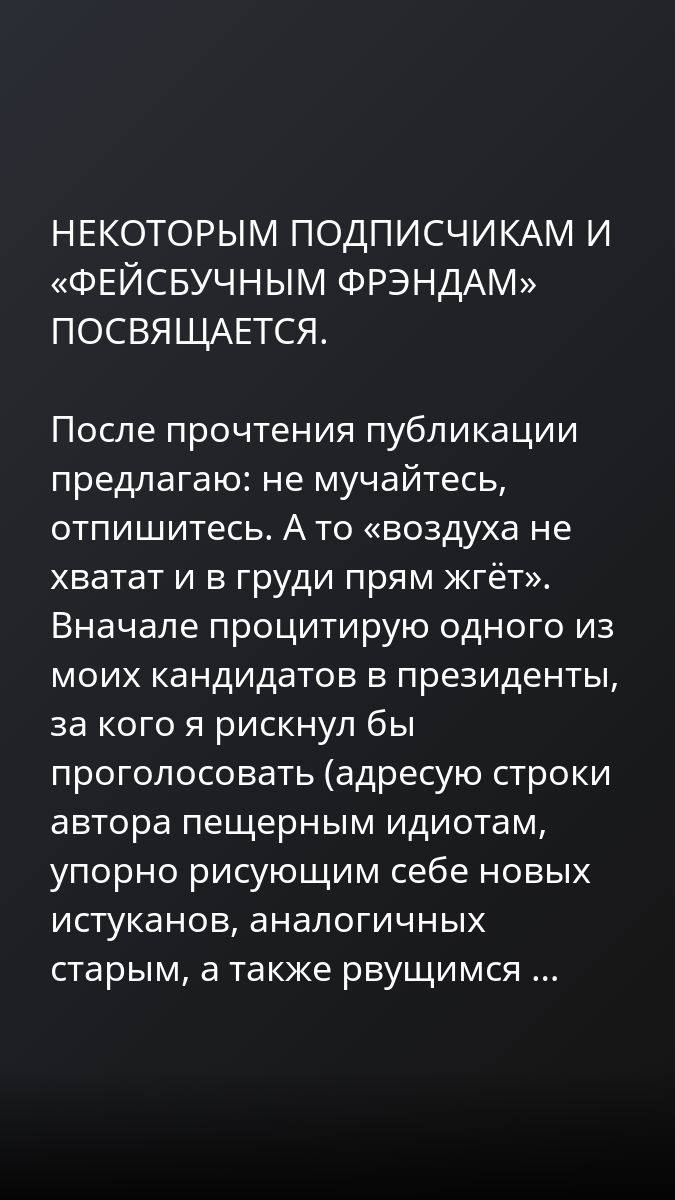 НЕКОТОРЫМ ПОДПИСЧИКАМ И
«ФЕЙСБУЧНЫМ ФРЭНДАМ»
ПОСВЯЩАЕТСЯ.
После прочтения публикации
предлагаю: не мучайтесь,
отпишитесь. А то «воздуха не
хватат и в груди прям жгёт».
Вначале процитирую одного из
моих кандидатов в президенты,
за кого я рискнул бы
проголосовать (адресую строки
автора пещерным идиотам,
упорно рисующим себе новых
истуканов, аналогичных
старым, а также рвущимся ...